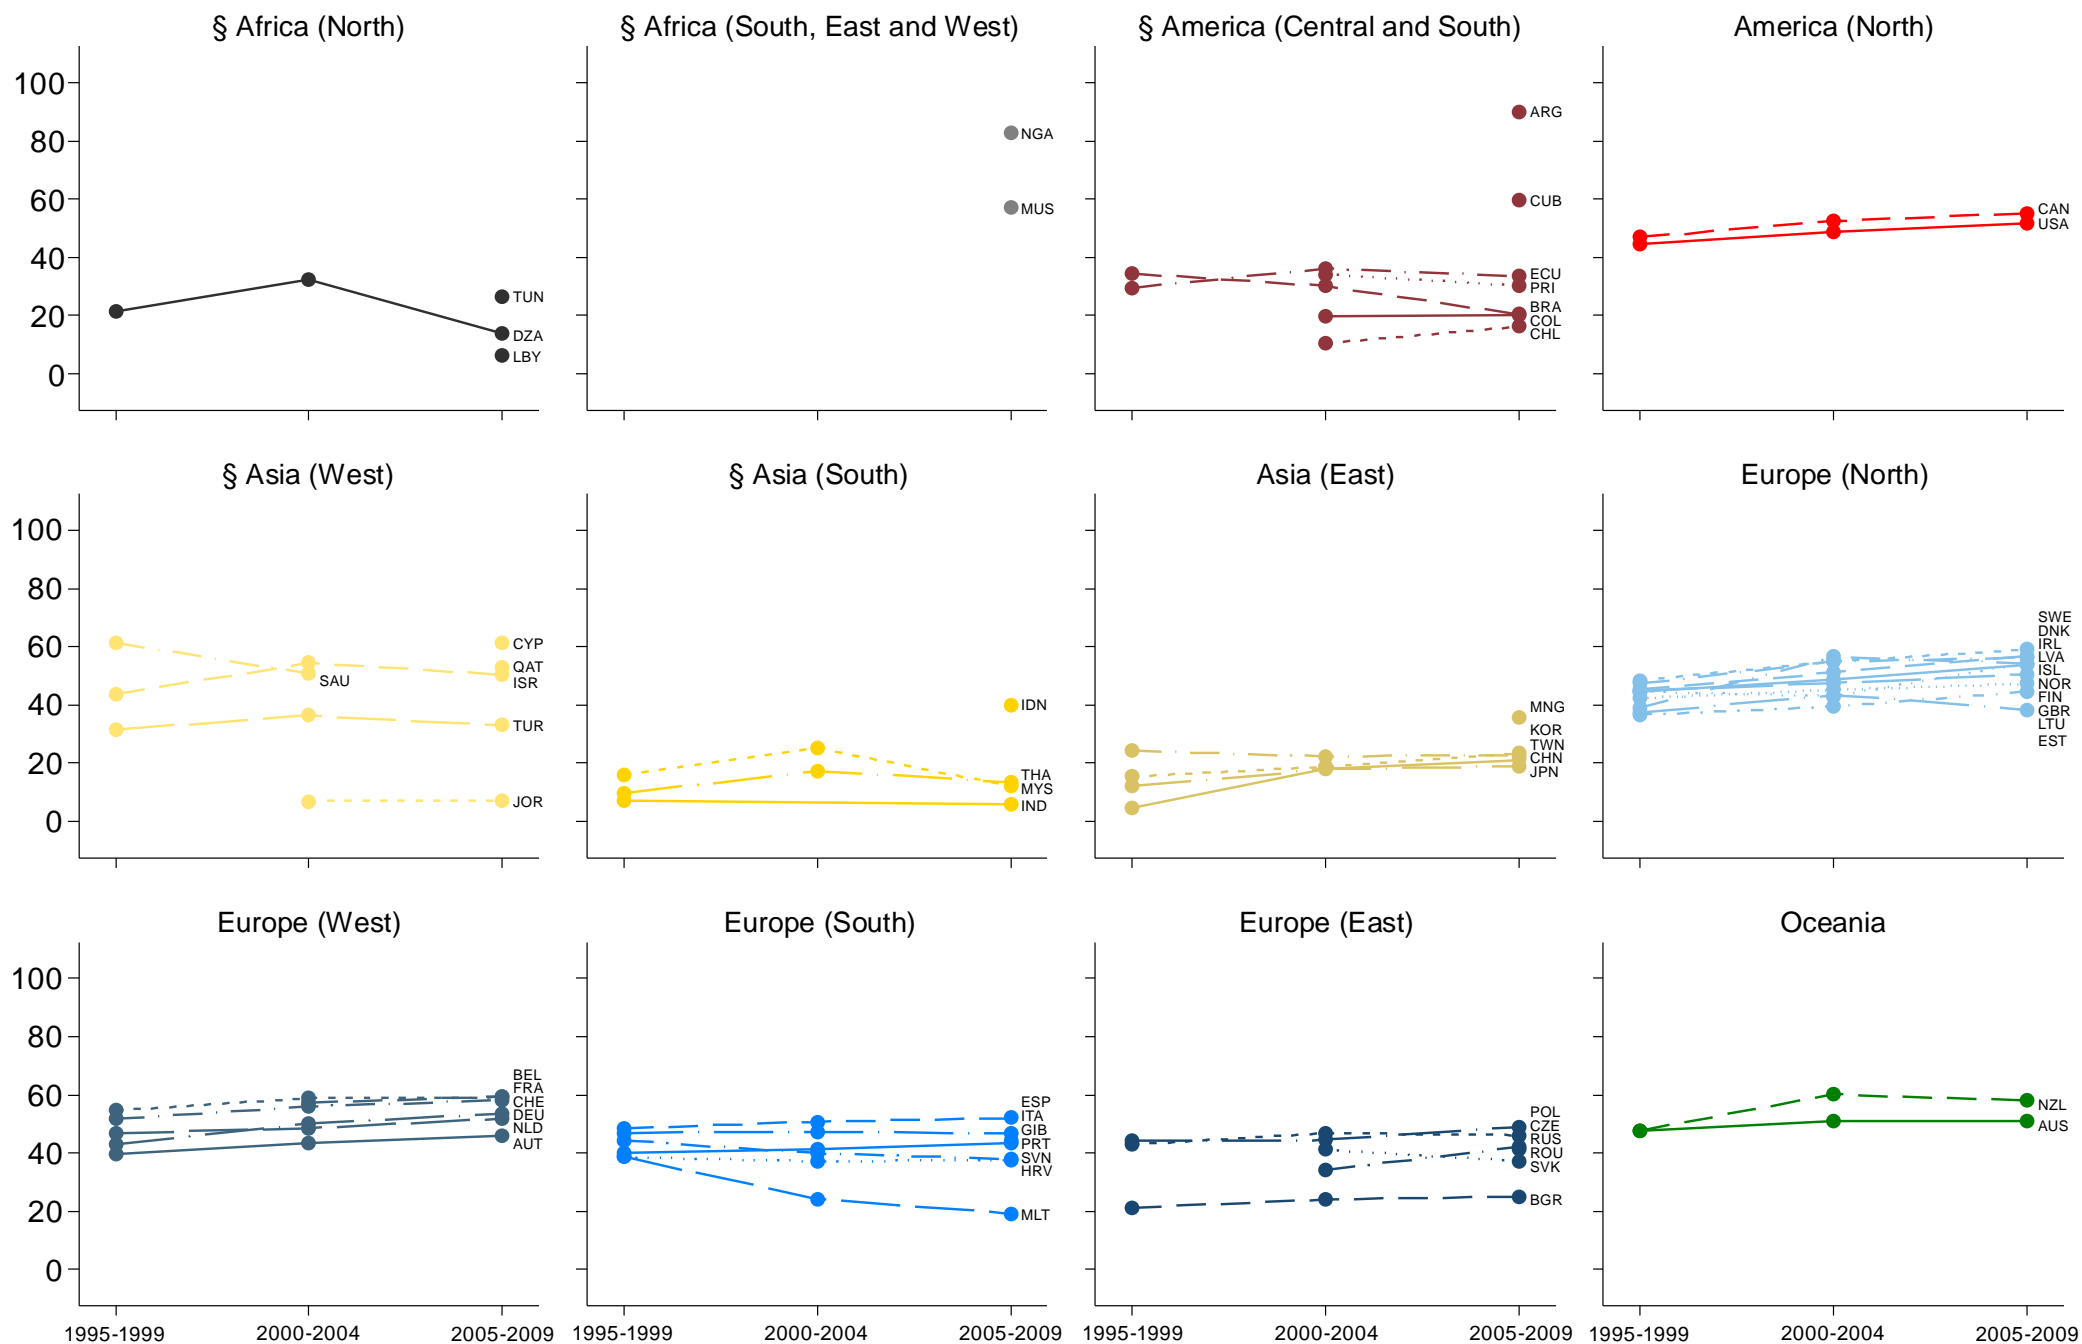 § Africa (North)
§ Africa (South, East and West)
§ America (Central and South)
America (North)
100
80
60
40
20
0
TUN
DZA
LBY
NGA
MUS
ARG
CUB
ECU
PRI
BRA
COL
CHL
CAN
USA
§ Asia (West)
§ Asia (South)
Asia (East)
Europe (North)
100
80
60
40
20
0
CYP
QAT
ISR
SAU
TUR
JOR
IDN
THA
MYS
IND
MNG
KOR
TWN
CHN
JPN
SWE
DNK
IRL
LVA
ISL
NOR
FIN
GBR
LTU
EST
Europe (West)
Europe (South)
Europe (East)
Oceania
100
80
60
40
20
0
BEL
FRA
CHE
DEU
NLD
AUT
ESP
ITA
GIB
PRT
SVN
HRV
MLT
POL
CZE
RUS
ROU
SVK
BGR
NZL
AUS
1995-1999
2000-2004
2005-2009
1995-1999
2000-2004
2005-2009
1995-1999
2000-2004
2005-2009
1995-1999
2000-2004
2005-2009